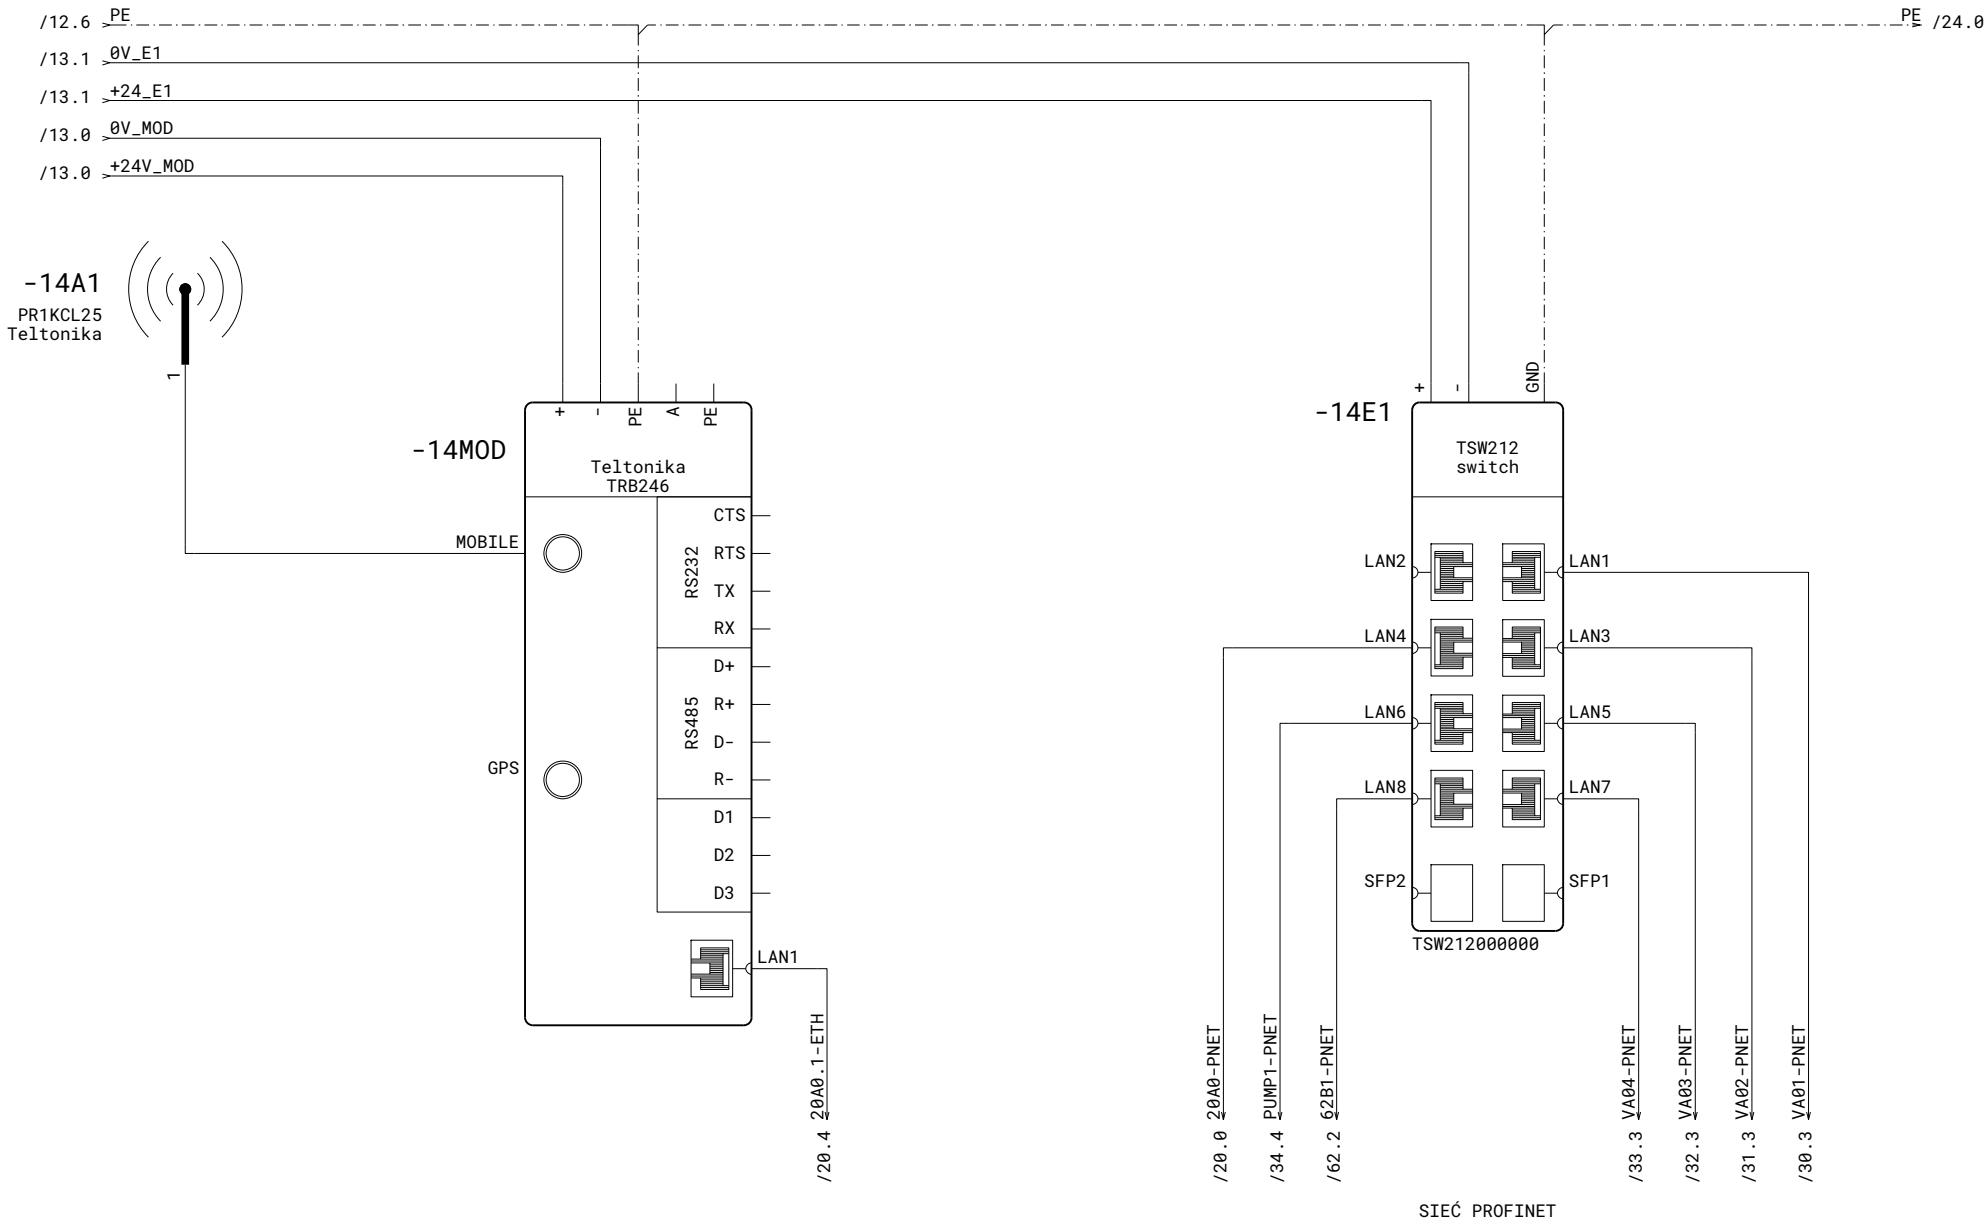 /12.6 PE
PE /24.0
/13.1 0V_E1
/13.1 +24_E1
/13.0 0V_MOD
/13.0 +24V_MOD
-14A1
PR1KCL25
Teltonika
1
-14MOD
+ - PE A PE
Teltonika
TRB246
MOBILE
GPS
RS232
CTS
RTS
TX
RX
RS485
D+
R+
D-
R-
D1
D2
D3
LAN1
/20.4 20A0.1-ETH
-14E1
+ - GND
TSW212
switch
LAN2 LAN1
LAN4 LAN3
LAN6 LAN5
LAN8 LAN7
SFP2 SFP1
TSW212000000
/20.0 20A0-PNET
/34.4 PUMP1-PNET
/62.2 62B1-PNET
/33.3 VA04-PNET
/32.3 VA03-PNET
/31.3 VA02-PNET
/30.3 VA01-PNET
SIEĆ PROFINET